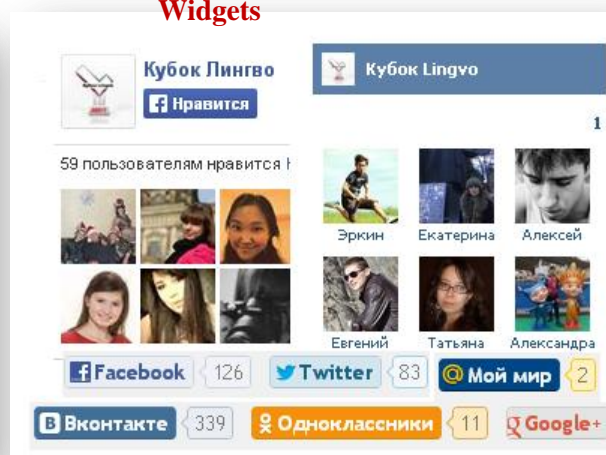 Widgets
Кубок Лингво
Нравится
59 пользователям нравится
Кубок Lingvo
1
Эркин Екатерина Алексей
Евгений Татьяна Александра
Facebook 126 Twitter 83 Мой мир 2
Вконтакте 339 Одноклассники 11 Google+